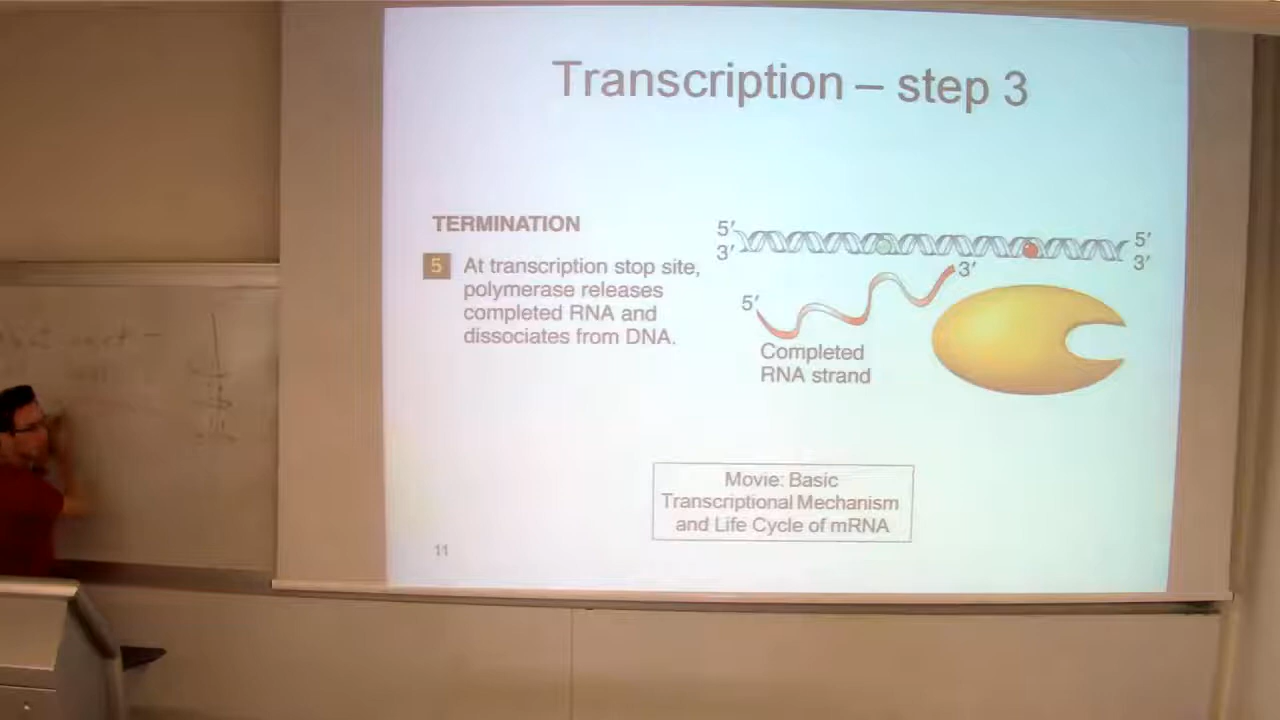 Transcription – step 3
TERMINATION
5 At transcription stop site,
polymerase releases
completed RNA and
dissociates from DNA.
5′ 5′
3′ 3′
3′
5′
Completed
RNA strand
Movie: Basic
Transcriptional Mechanism
and Life Cycle of mRNA
11